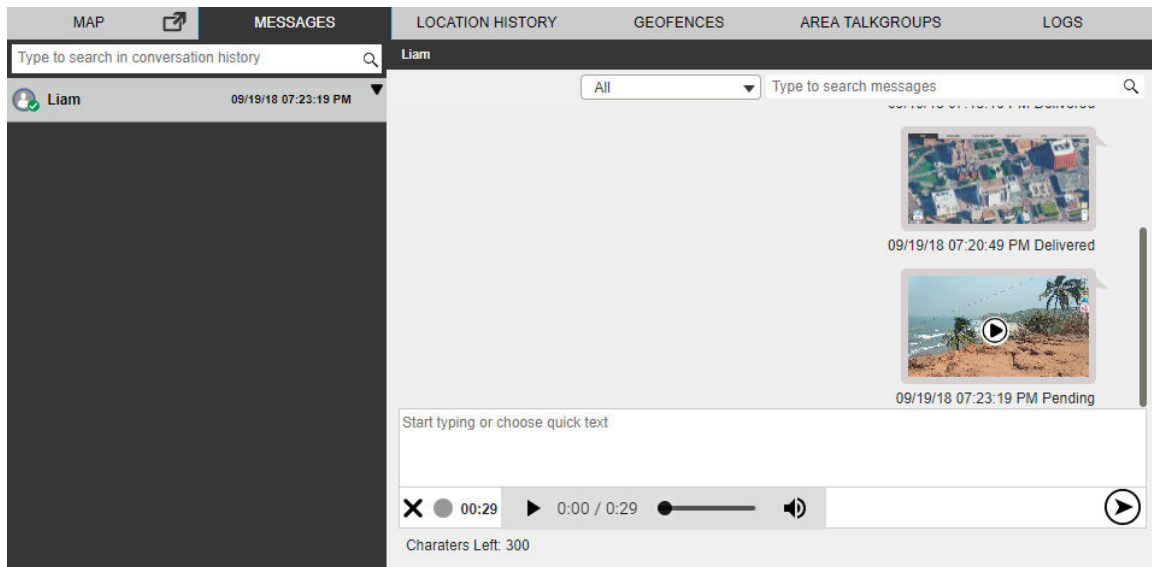 MAP
MESSAGES
LOCATION HISTORY
GEOFENCES
AREA TALKGROUPS
LOGS
Type to search in conversation history
Liam
09/19/18 07:23:19 PM
Liam
All
Type to search messages
09/19/18 07:20:49 PM Delivered
09/19/18 07:23:19 PM Pending
Start typing or choose quick text
00:29
0:00 / 0:29
Charaters Left: 300